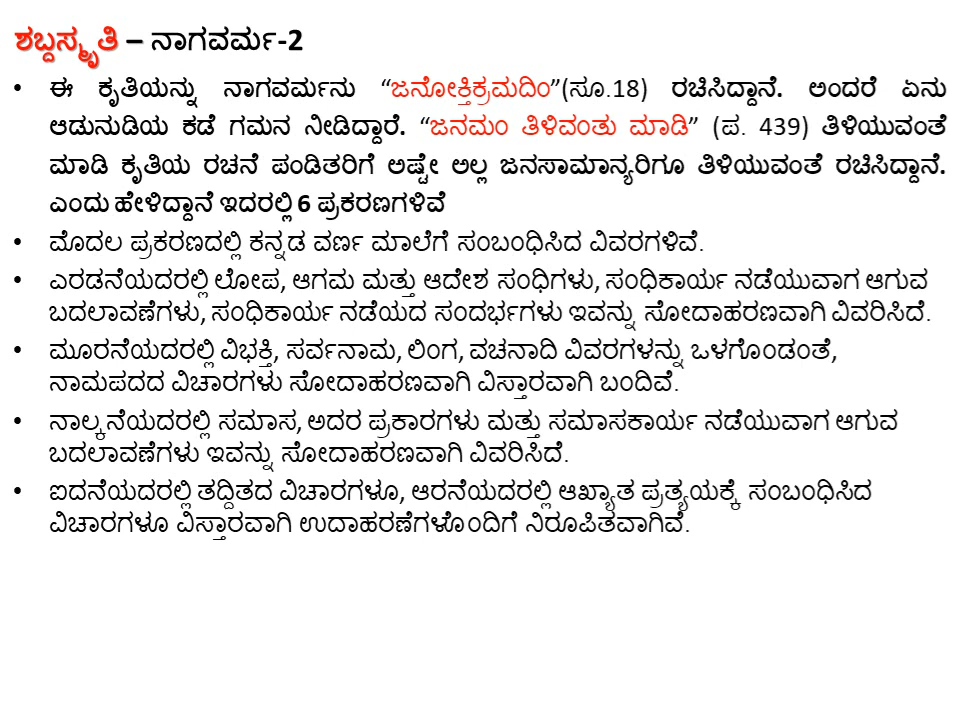 ಶಬ್ದಸ್ಮೃತಿ – ನಾಗವರ್ಮ-2
• ಈ ಕೃತಿಯನ್ನು ನಾಗವರ್ಮನು “ಜನೋಕ್ತಿಕ್ರಮದಿಂ”(ಸೂ.18) ರಚಿಸಿದ್ದಾನೆ. ಅಂದರೆ ಏನು
ಆಡುನುಡಿಯ ಕಡೆ ಗಮನ ನೀಡಿದ್ದಾರೆ. “ಜನಮಂ ತಿಳಿವಂತು ಮಾಡಿ” (ಪ. 439) ತಿಳಿಯುವಂತೆ
ಮಾಡಿ ಕೃತಿಯ ರಚನೆ ಪಂಡಿತರಿಗೆ ಅಷ್ಟೇ ಅಲ್ಲ ಜನಸಾಮಾನ್ಯರಿಗೂ ತಿಳಿಯುವಂತೆ ರಚಿಸಿದ್ದಾನೆ.
ಎಂದು ಹೇಳಿದ್ದಾನೆ ಇದರಲ್ಲಿ 6 ಪ್ರಕರಣಗಳಿವೆ
• ಮೊದಲ ಪ್ರಕರಣದಲ್ಲಿ ಕನ್ನಡ ವರ್ಣ ಮಾಲೆಗೆ ಸಂಬಂಧಿಸಿದ ವಿವರಗಳಿವೆ.
• ಎರಡನೆಯದರಲ್ಲಿ ಲೋಪ, ಆಗಮ ಮತ್ತು ಆದೇಶ ಸಂಧಿಗಳು, ಸಂಧಿಕಾರ್ಯ ನಡೆಯುವಾಗ ಆಗುವ
ಬದಲಾವಣೆಗಳು, ಸಂಧಿಕಾರ್ಯ ನಡೆಯದ ಸಂದರ್ಭಗಳು ಇವನ್ನು ಸೋದಾಹರಣವಾಗಿ ವಿವರಿಸಿದೆ.
• ಮೂರನೆಯದರಲ್ಲಿ ವಿಭಕ್ತಿ, ಸರ್ವನಾಮ, ಲಿಂಗ, ವಚನಾದಿ ವಿವರಗಳನ್ನು ಒಳಗೊಂಡಂತೆ,
ನಾಮಪದದ ವಿಚಾರಗಳು ಸೋದಾಹರಣವಾಗಿ ವಿಸ್ತಾರವಾಗಿ ಬಂದಿವೆ.
• ನಾಲ್ಕನೆಯದರಲ್ಲಿ ಸಮಾಸ, ಅದರ ಪ್ರಕಾರಗಳು ಮತ್ತು ಸಮಾಸಕಾರ್ಯ ನಡೆಯುವಾಗ ಆಗುವ
ಬದಲಾವಣೆಗಳು ಇವನ್ನು ಸೋದಾಹರಣವಾಗಿ ವಿವರಿಸಿದೆ.
• ಐದನೆಯದರಲ್ಲಿ ತದ್ದಿತದ ವಿಚಾರಗಳೂ, ಆರನೆಯದರಲ್ಲಿ ಆಖ್ಯಾತ ಪ್ರತ್ಯಯಕ್ಕೆ ಸಂಬಂಧಿಸಿದ
ವಿಚಾರಗಳೂ ವಿಸ್ತಾರವಾಗಿ ಉದಾಹರಣೆಗಳೊಂದಿಗೆ ನಿರೂಪಿತವಾಗಿವೆ.